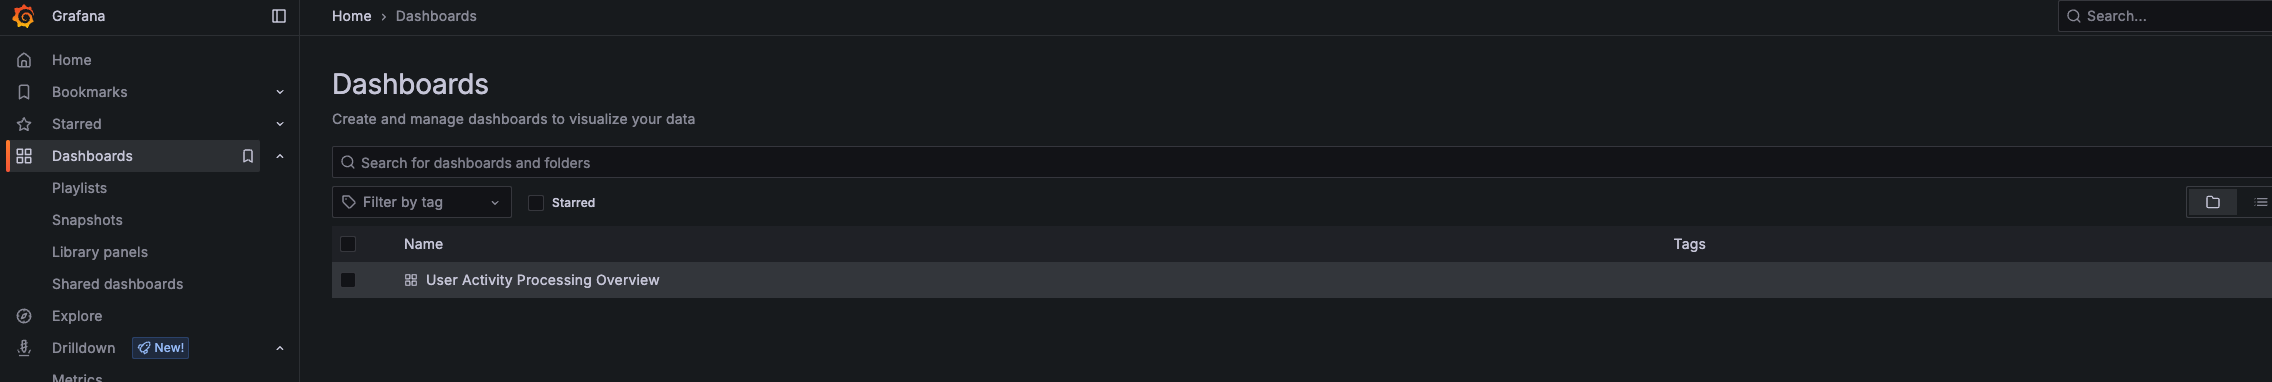 Grafana
Home › Dashboards
Search...
Home
Bookmarks
Starred
Dashboards
Playlists
Snapshots
Library panels
Shared dashboards
Explore
Drilldown New!
Metrics
Dashboards
Create and manage dashboards to visualize your data
Search for dashboards and folders
Filter by tag Starred
Name Tags
User Activity Processing Overview